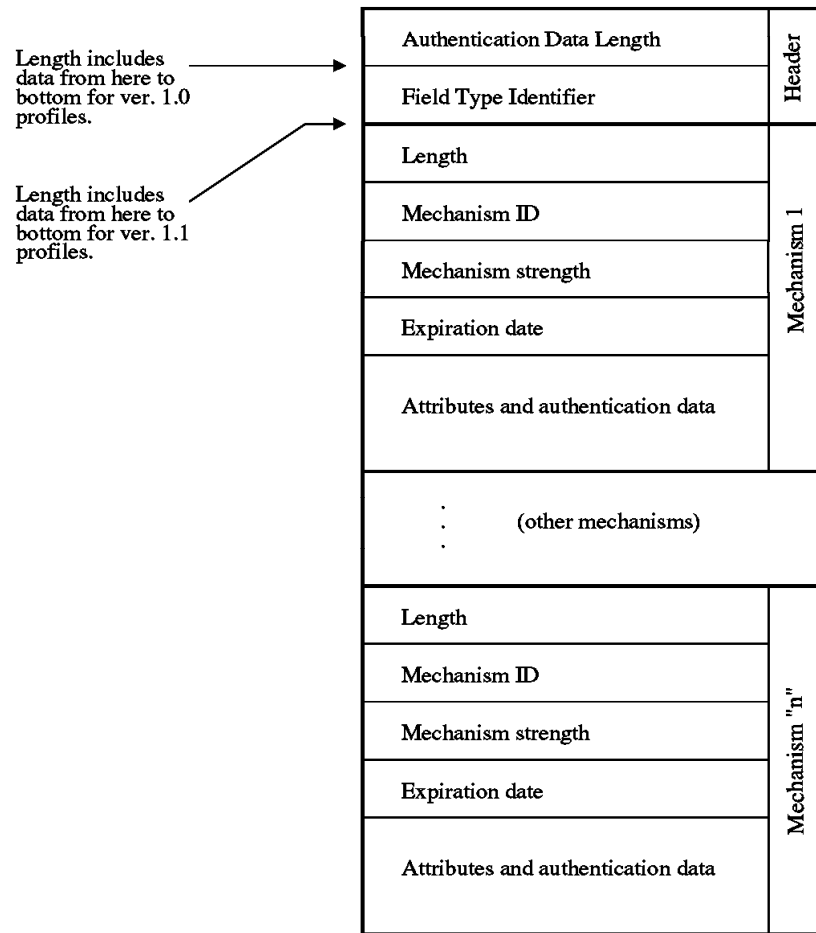 Length includes
data from here to
bottom for ver. 1.0
profiles.
Length includes
data from here to
bottom for ver. 1.1
profiles.
Authentication Data Length
Field Type Identifier
Header
Length
Mechanism ID
Mechanism strength
Expiration date
Attributes and authentication data
Mechanism 1
. . . (other mechanisms)
Length
Mechanism ID
Mechanism strength
Expiration date
Attributes and authentication data
Mechanism "n"